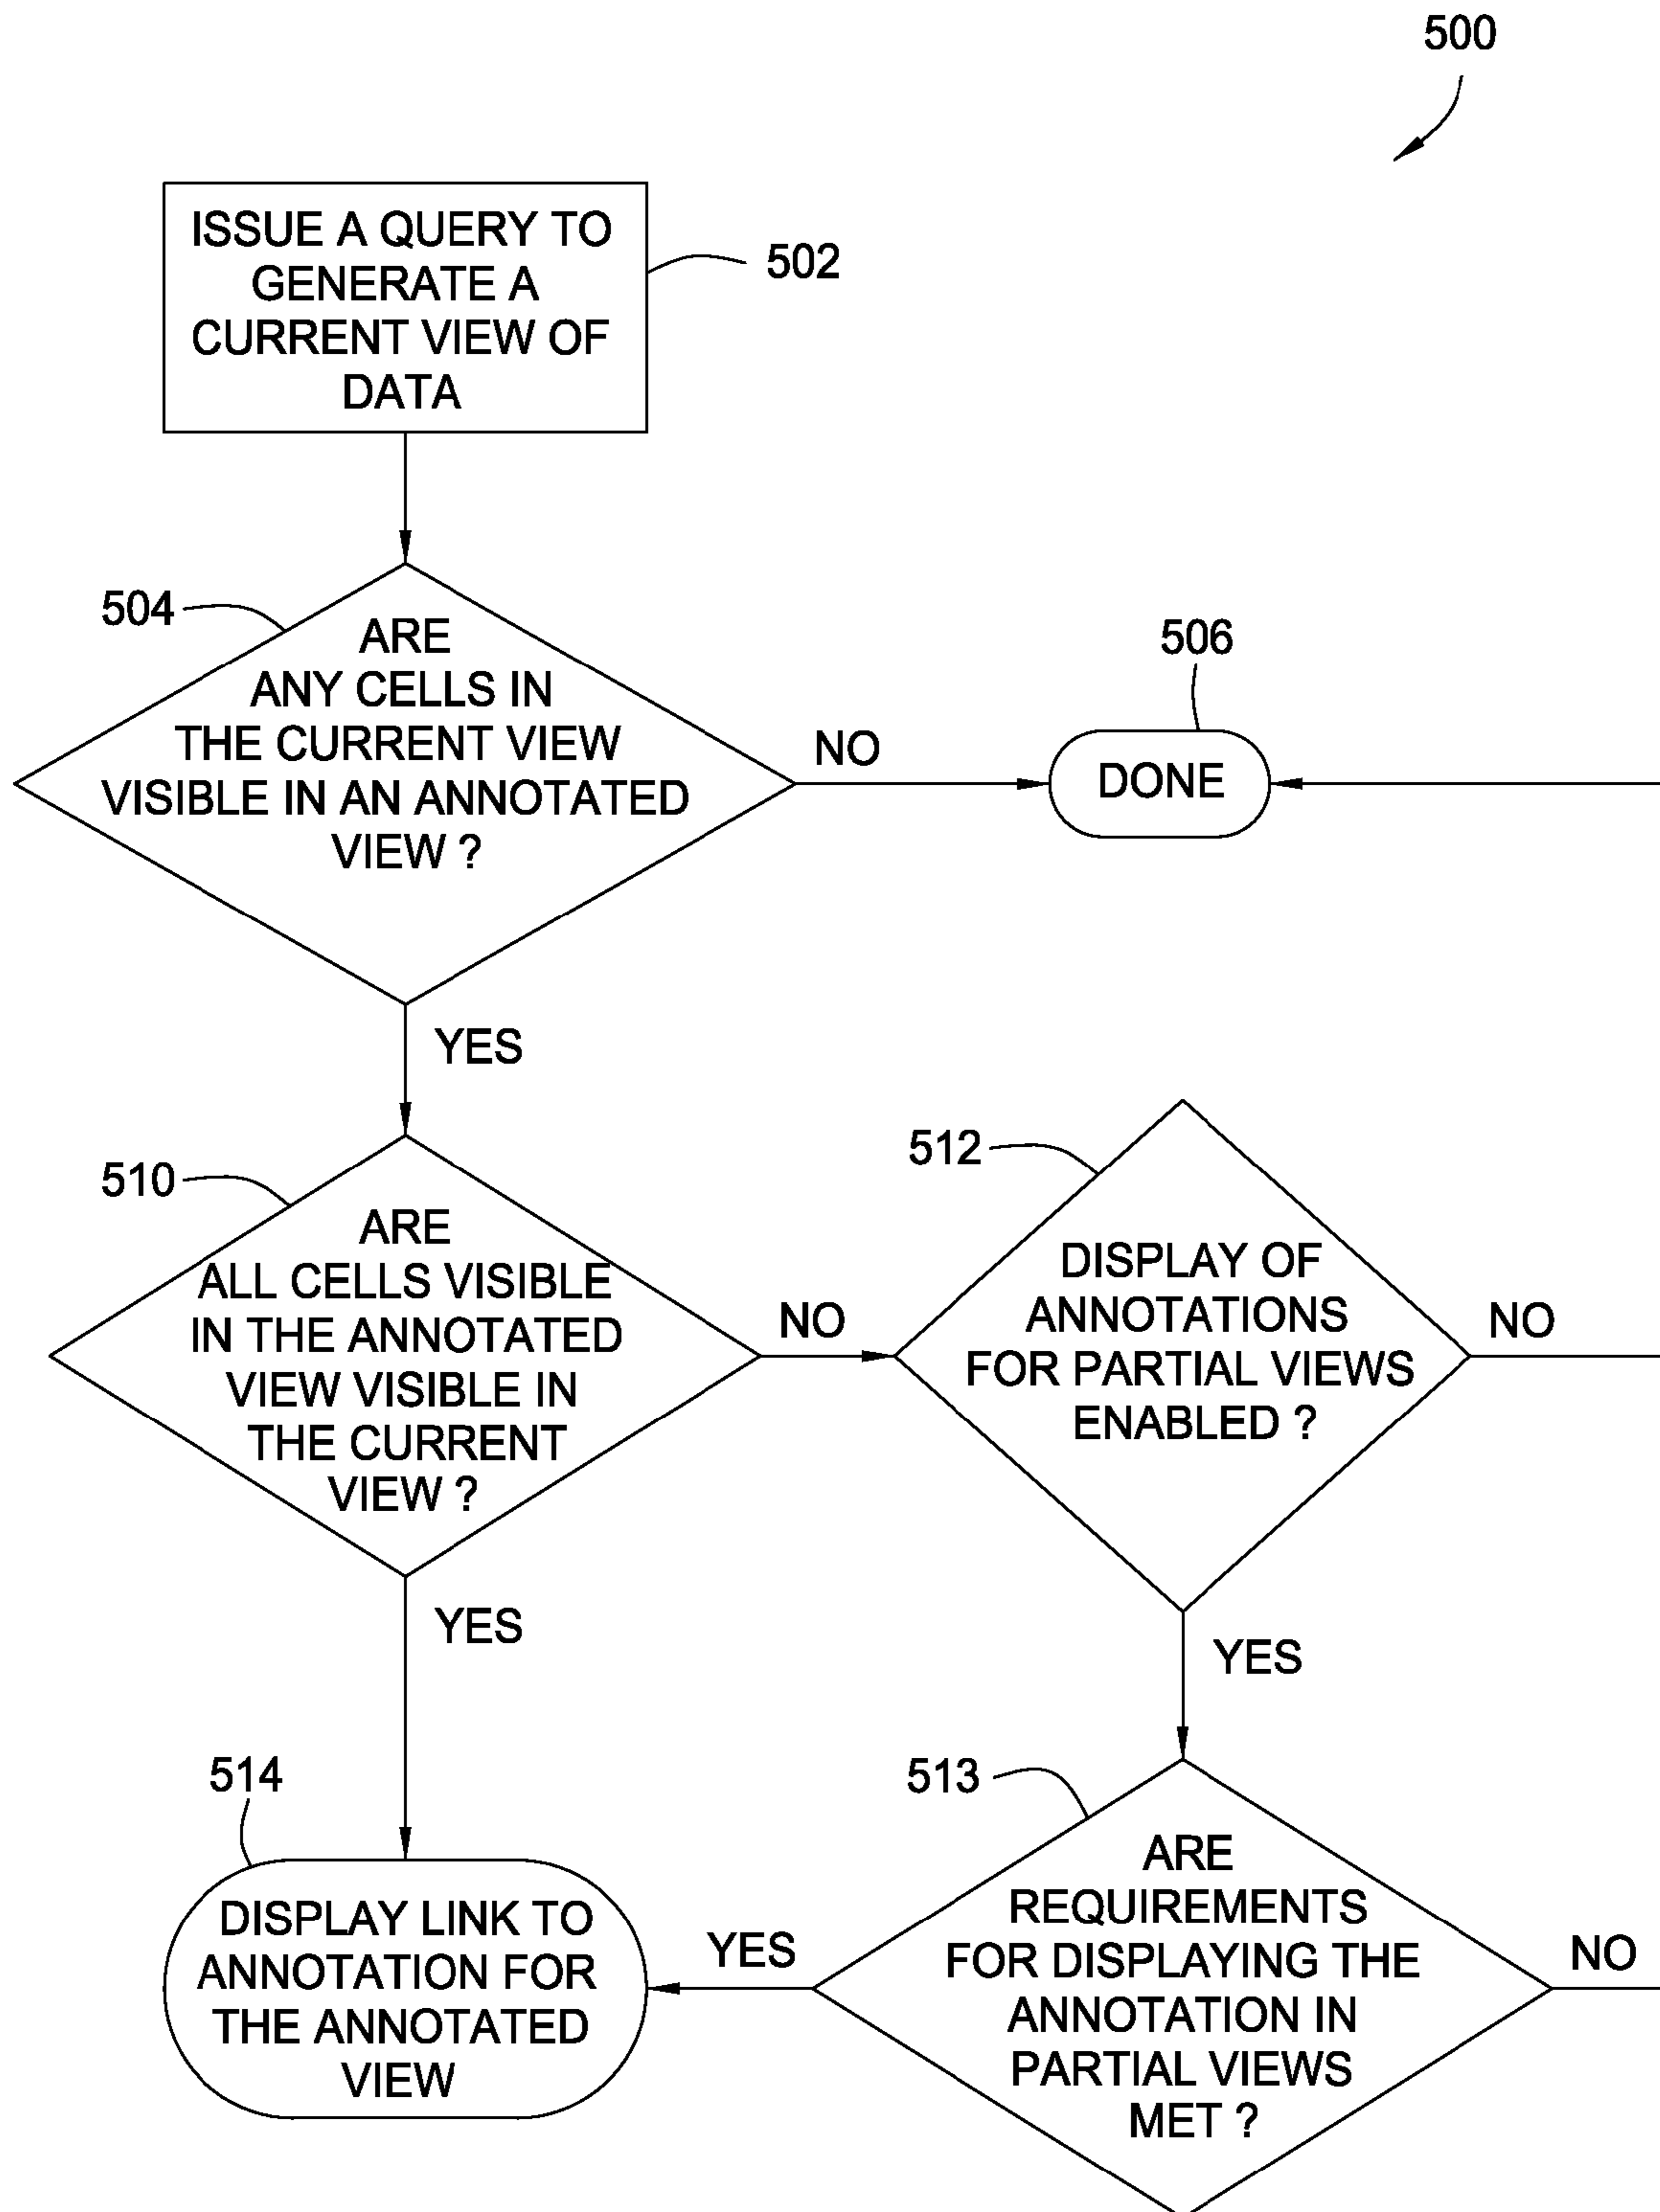 500
ISSUE A QUERY TO
GENERATE A
CURRENT VIEW OF
DATA
502
504
ARE
ANY CELLS IN
THE CURRENT VIEW
VISIBLE IN AN ANNOTATED
VIEW ?
NO
506
DONE
YES
510
ARE
ALL CELLS VISIBLE
IN THE ANNOTATED
VIEW VISIBLE IN
THE CURRENT
VIEW ?
NO
512
DISPLAY OF
ANNOTATIONS
FOR PARTIAL VIEWS
ENABLED ?
NO
YES
YES
514
DISPLAY LINK TO
ANNOTATION FOR
THE ANNOTATED
VIEW
513
ARE
REQUIREMENTS
FOR DISPLAYING THE
ANNOTATION IN
PARTIAL VIEWS
MET ?
YES
NO